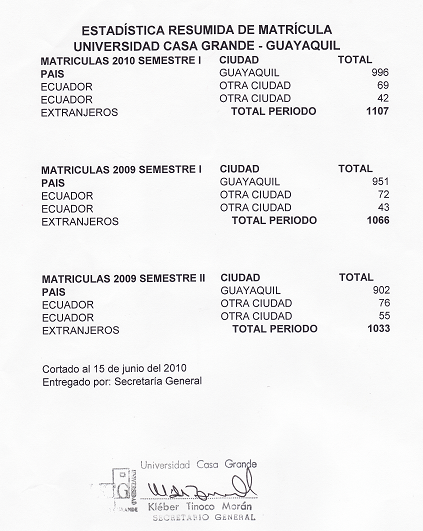 ESTADÍSTICA RESUMIDA DE MATRÍCULA
UNIVERSIDAD CASA GRANDE - GUAYAQUIL
MATRICULAS 2010 SEMESTRE I CIUDAD TOTAL
PAIS GUAYAQUIL 996
ECUADOR OTRA CIUDAD 69
ECUADOR OTRA CIUDAD 42
EXTRANJEROS TOTAL PERIODO 1107
MATRICULAS 2009 SEMESTRE I CIUDAD TOTAL
PAIS GUAYAQUIL 951
ECUADOR OTRA CIUDAD 72
ECUADOR OTRA CIUDAD 43
EXTRANJEROS TOTAL PERIODO 1066
MATRICULAS 2009 SEMESTRE II CIUDAD TOTAL
PAIS GUAYAQUIL 902
ECUADOR OTRA CIUDAD 76
ECUADOR OTRA CIUDAD 55
EXTRANJEROS TOTAL PERIODO 1033
Cortado al 15 de junio del 2010
Entregado por: Secretaría General
Universidad Casa Grande
Kléber Tinoco Morán
SECRETARIO GENERAL